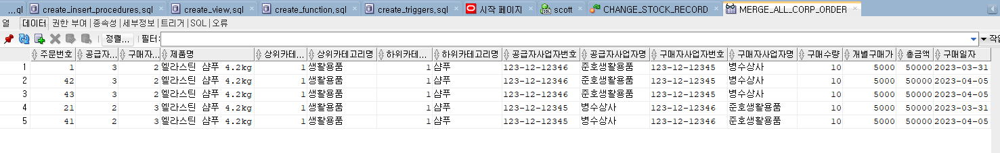 ...ql create_insert_procedures.sql create_view.sql create_function.sql create_triggers.sql 시작 페이지 scott CHANGE_STOCK_RECORD MERGE_ALL_CORP_ORDER
열 데이터 권한 부여 종속성 세부정보 트리거 SQL 오류
정렬... 필터: 작업
주문번호 공급자... 구매자... 제품명 상위카테... 상위카테고리명 하위카테... 하위카테고리명 공급자사업자번호 공급자사업자명 구매자사업자번호 구매자사업자명 구매수량 개별구매가 총금액 구매일자
1 1 3 2 엘라스틴 샴푸 4.2kg 1 생활용품 1 샴푸 123-12-12346 준호생활용품 123-12-12345 병수상사 10 5000 50000 2023-03-31
2 42 3 2 엘라스틴 샴푸 4.2kg 1 생활용품 1 샴푸 123-12-12346 준호생활용품 123-12-12345 병수상사 10 5000 50000 2023-04-05
3 43 3 2 엘라스틴 샴푸 4.2kg 1 생활용품 1 샴푸 123-12-12346 준호생활용품 123-12-12345 병수상사 10 5000 50000 2023-04-05
4 21 2 3 엘라스틴 샴푸 4.2kg 1 생활용품 1 샴푸 123-12-12345 병수상사 123-12-12346 준호생활용품 10 5000 50000 2023-03-31
5 41 2 3 엘라스틴 샴푸 4.2kg 1 생활용품 1 샴푸 123-12-12345 병수상사 123-12-12346 준호생활용품 10 5000 50000 2023-04-05